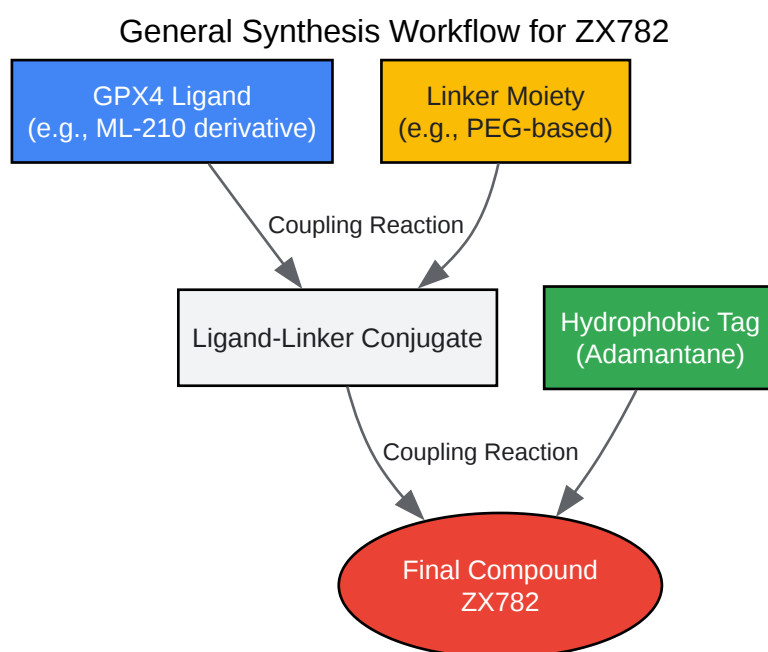 General Synthesis Workflow for ZX782
GPX4 Ligand
(e.g., ML-210 derivative)
Linker Moiety
(e.g., PEG-based)
Coupling Reaction
Ligand-Linker Conjugate
Hydrophobic Tag
(Adamantane)
Coupling Reaction
Final Compound
ZX782